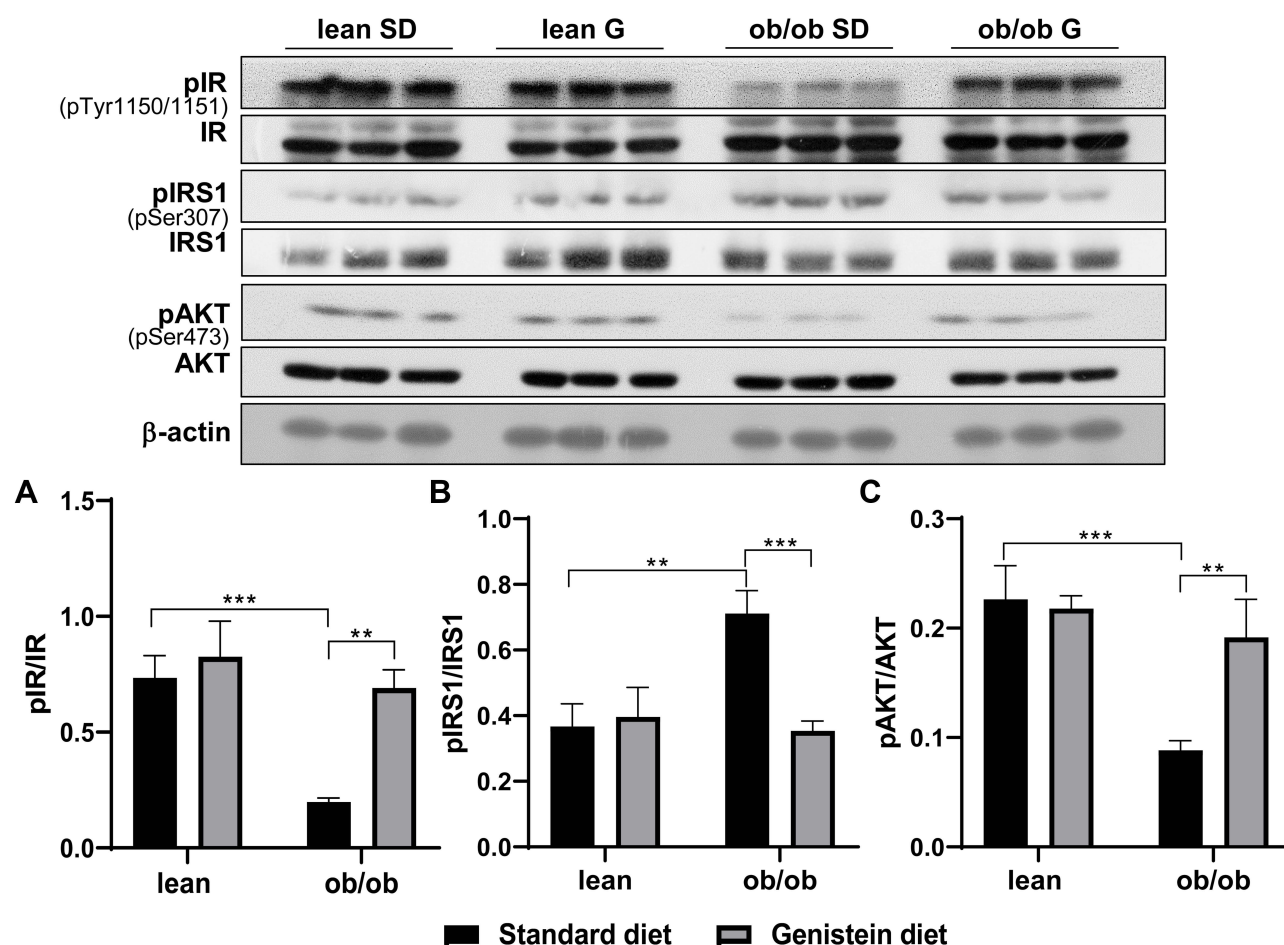 lean SD lean G ob/ob SD ob/ob G
pIR
(pTyr1150/1151)
IR
pIRS1
(pSer307)
IRS1
pAKT
(pSer473)
AKT
β-actin
A
1.5
1.0
0.5
0.0
pIR/IR
***
**
lean ob/ob
B
1.0
0.8
0.6
0.4
0.2
0.0
pIRS1/IRS1
**
***
lean ob/ob
C
0.3
0.2
0.1
0.0
pAKT/AKT
***
**
lean ob/ob
Standard diet Genistein diet